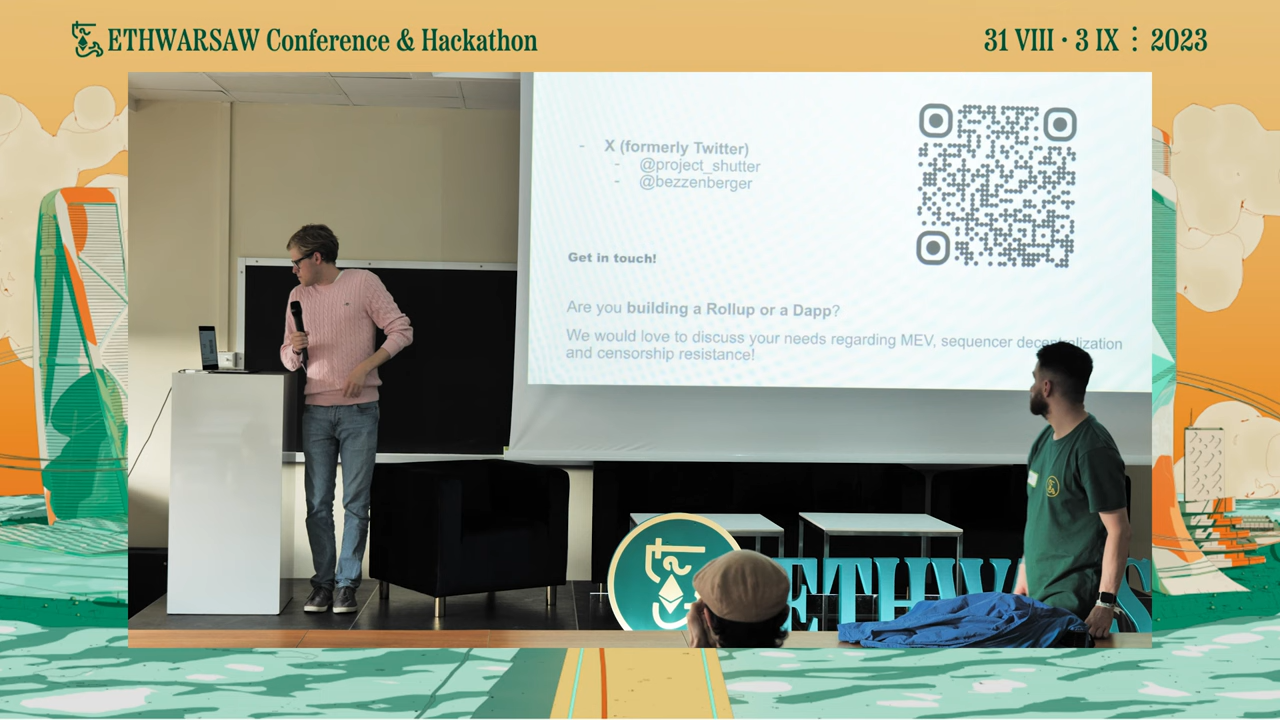 ETHWARSAW Conference & Hackathon
31 VIII · 3 IX ⋮ 2023
- X (formerly Twitter)
- @project_shutter
- @bezzenberger
Get in touch!
Are you building a Rollup or a Dapp?
We would love to discuss your needs regarding MEV, sequencer decentralization
and censorship resistance!
ETHWARS